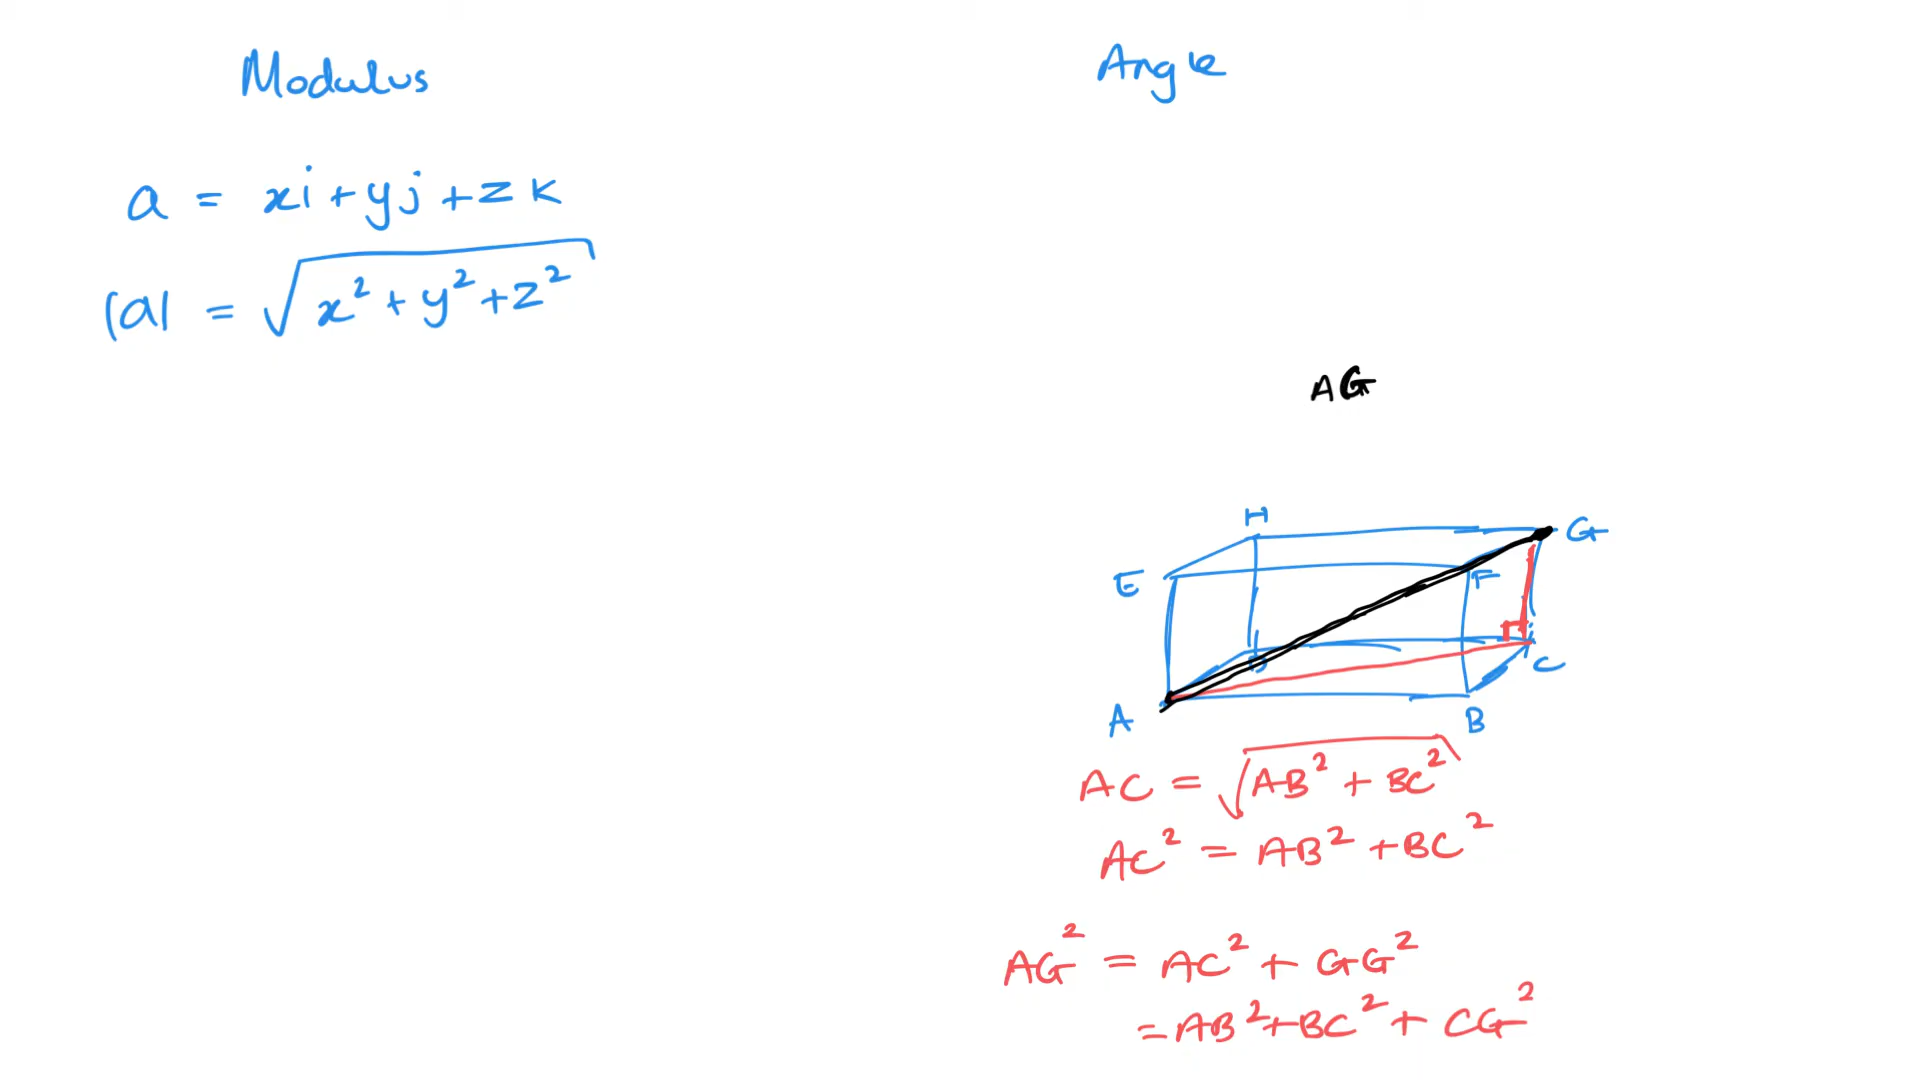 Modulus
a = xi + yj + zk
|a| = √x² + y² + z²
Angle
AG
H
G
E
F
D
C
A
B
AC = √AB² + BC²
AC² = AB² + BC²
AG² = AC² + GG²
= AB² + BC² + CG²